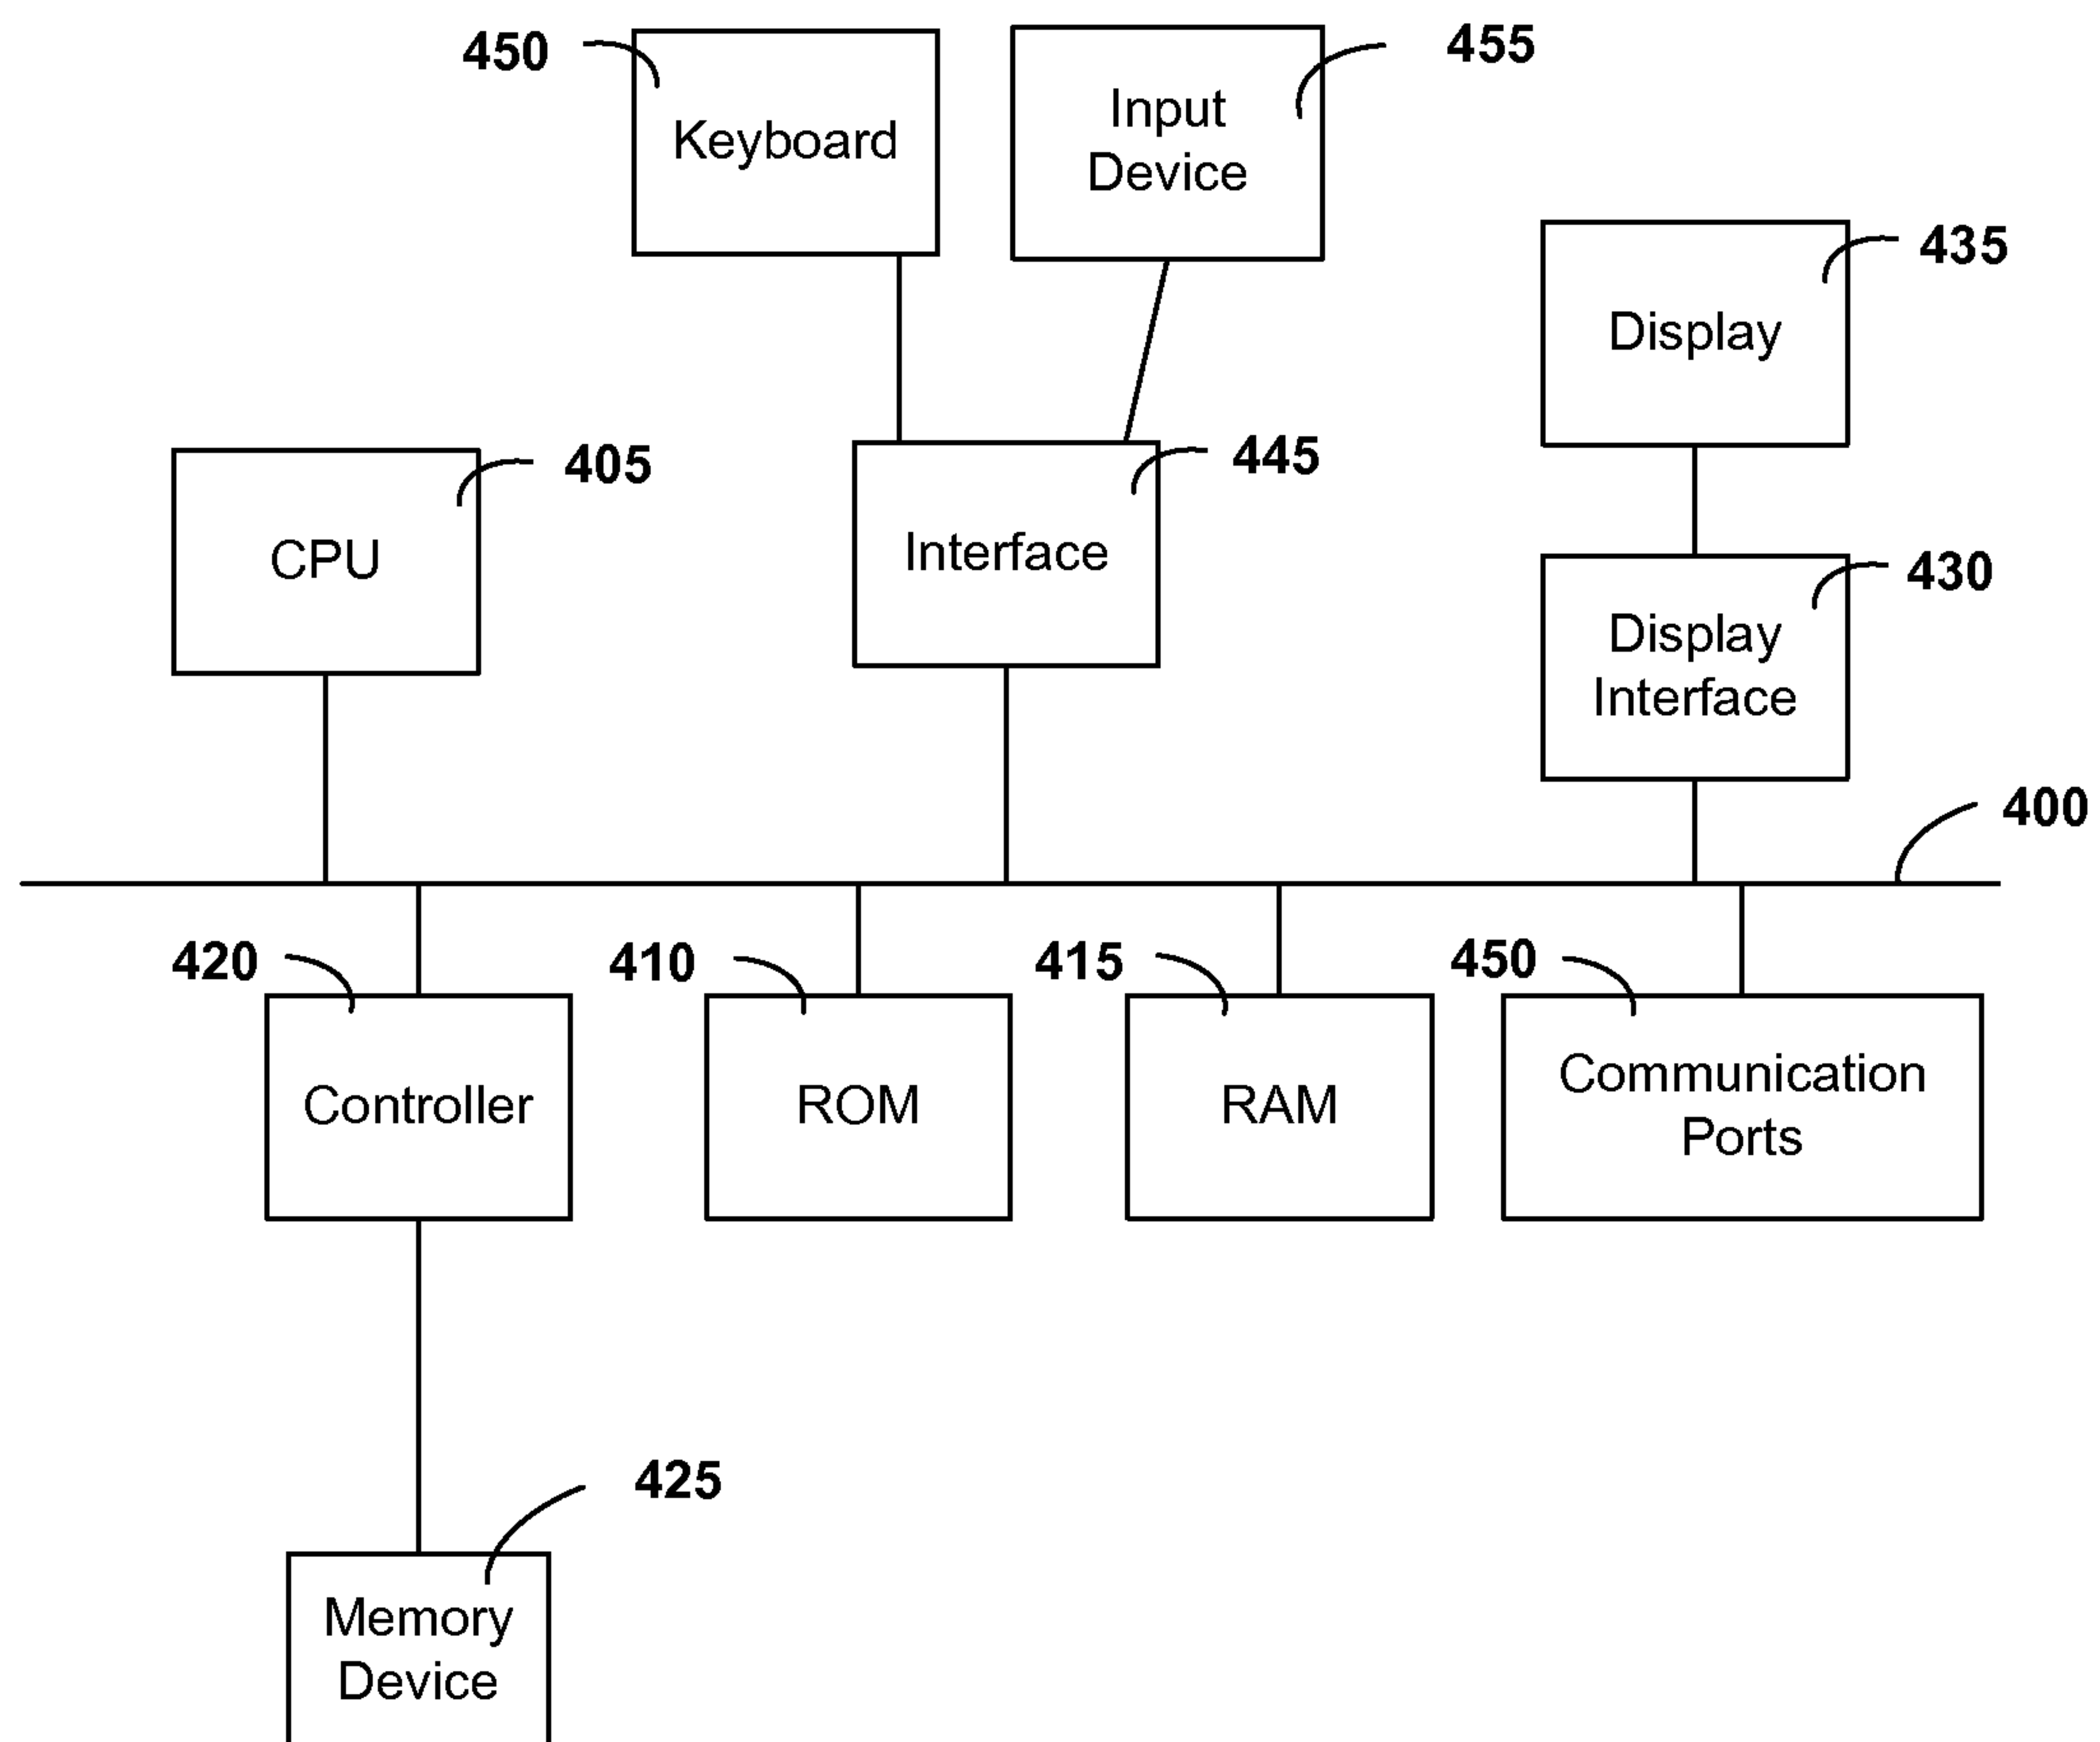 450
Keyboard
455
Input
Device
435
Display
405
CPU
445
Interface
430
Display
Interface
400
420
Controller
410
ROM
415
RAM
450
Communication
Ports
425
Memory
Device